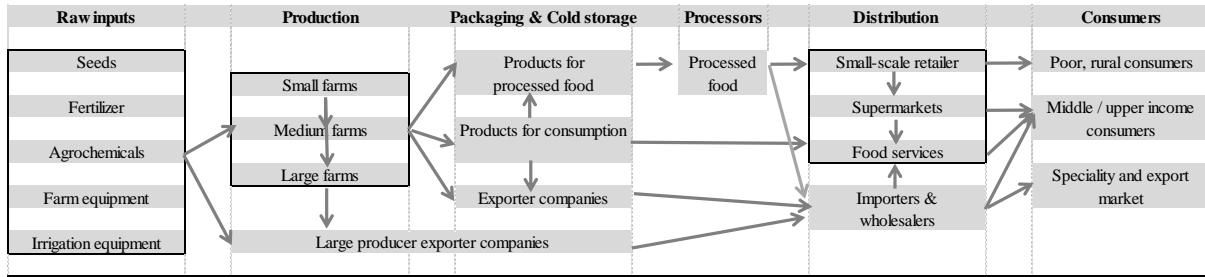 Raw inputs
Production
Packaging & Cold storage
Processors
Distribution
Consumers
Seeds
Fertilizer
Agrochemicals
Farm equipment
Irrigation equipment
Small farms
Medium farms
Large farms
Large producer exporter companies
Products for
processed food
Products for consumption
Exporter companies
Processed
food
Small-scale retailer
Supermarkets
Food services
Importers &
wholesalers
Poor, rural consumers
Middle / upper income
consumers
Speciality and export
market